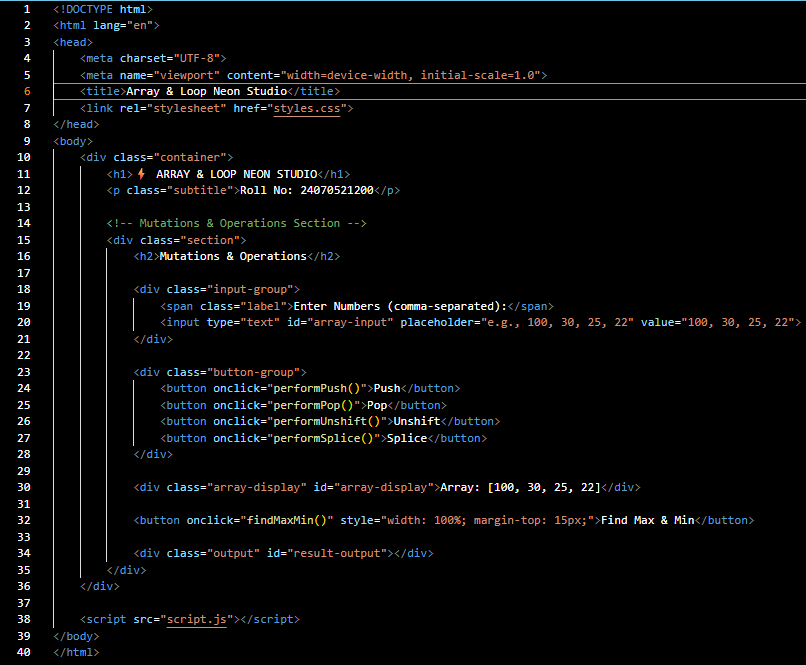 1 <!DOCTYPE html>
2 <html lang="en">
3 <head>
4     <meta charset="UTF-8">
5     <meta name="viewport" content="width=device-width, initial-scale=1.0">
6     <title>Array & Loop Neon Studio</title>
7     <link rel="stylesheet" href="styles.css">
8 </head>
9 <body>
10     <div class="container">
11         <h1>⚡ ARRAY & LOOP NEON STUDIO</h1>
12         <p class="subtitle">Roll No: 24070521200</p>
13
14         <!-- Mutations & Operations Section -->
15         <div class="section">
16             <h2>Mutations & Operations</h2>
17
18             <div class="input-group">
19                 <span class="label">Enter Numbers (comma-separated):</span>
20                 <input type="text" id="array-input" placeholder="e.g., 100, 30, 25, 22" value="100, 30, 25, 22">
21             </div>
22
23             <div class="button-group">
24                 <button onclick="performPush()">Push</button>
25                 <button onclick="performPop()">Pop</button>
26                 <button onclick="performUnshift()">Unshift</button>
27                 <button onclick="performSplice()">Splice</button>
28             </div>
29
30             <div class="array-display" id="array-display">Array: [100, 30, 25, 22]</div>
31
32             <button onclick="findMaxMin()" style="width: 100%; margin-top: 15px;">Find Max & Min</button>
33
34             <div class="output" id="result-output"></div>
35         </div>
36     </div>
37
38     <script src="script.js"></script>
39 </body>
40 </html>